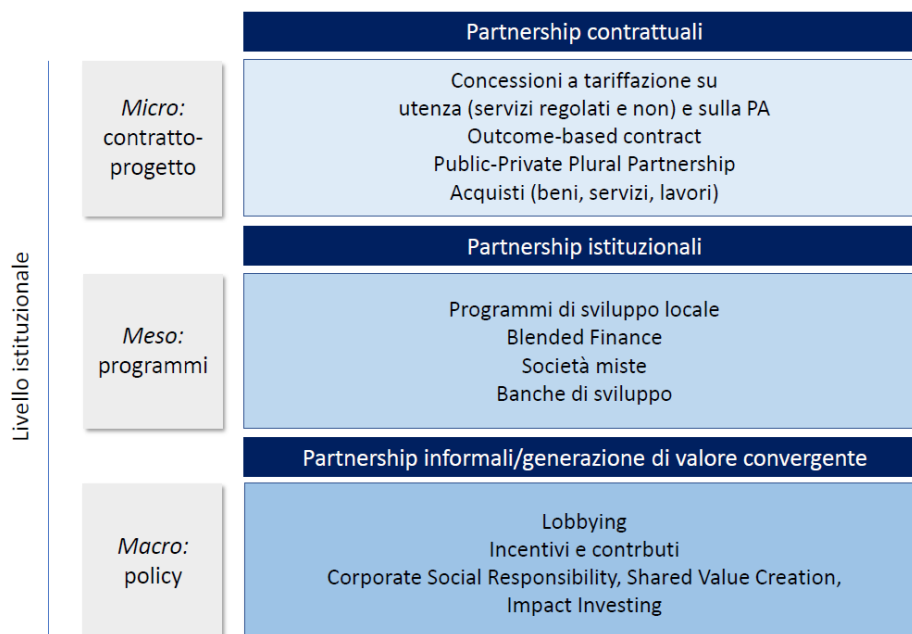 Partnership contrattuali
Micro:
contratto-
progetto
Concessioni a tariffazione su
utenza (servizi regolati e non) e sulla PA
Outcome-based contract
Public-Private Plural Partnership
Acquisti (beni, servizi, lavori)
Livello istituzionale
Partnership istituzionali
Meso:
programmi
Programmi di sviluppo locale
Blended Finance
Società miste
Banche di sviluppo
Partnership informali/generazione di valore convergente
Macro:
policy
Lobbying
Incentivi e contrbuti
Corporate Social Responsibility, Shared Value Creation,
Impact Investing